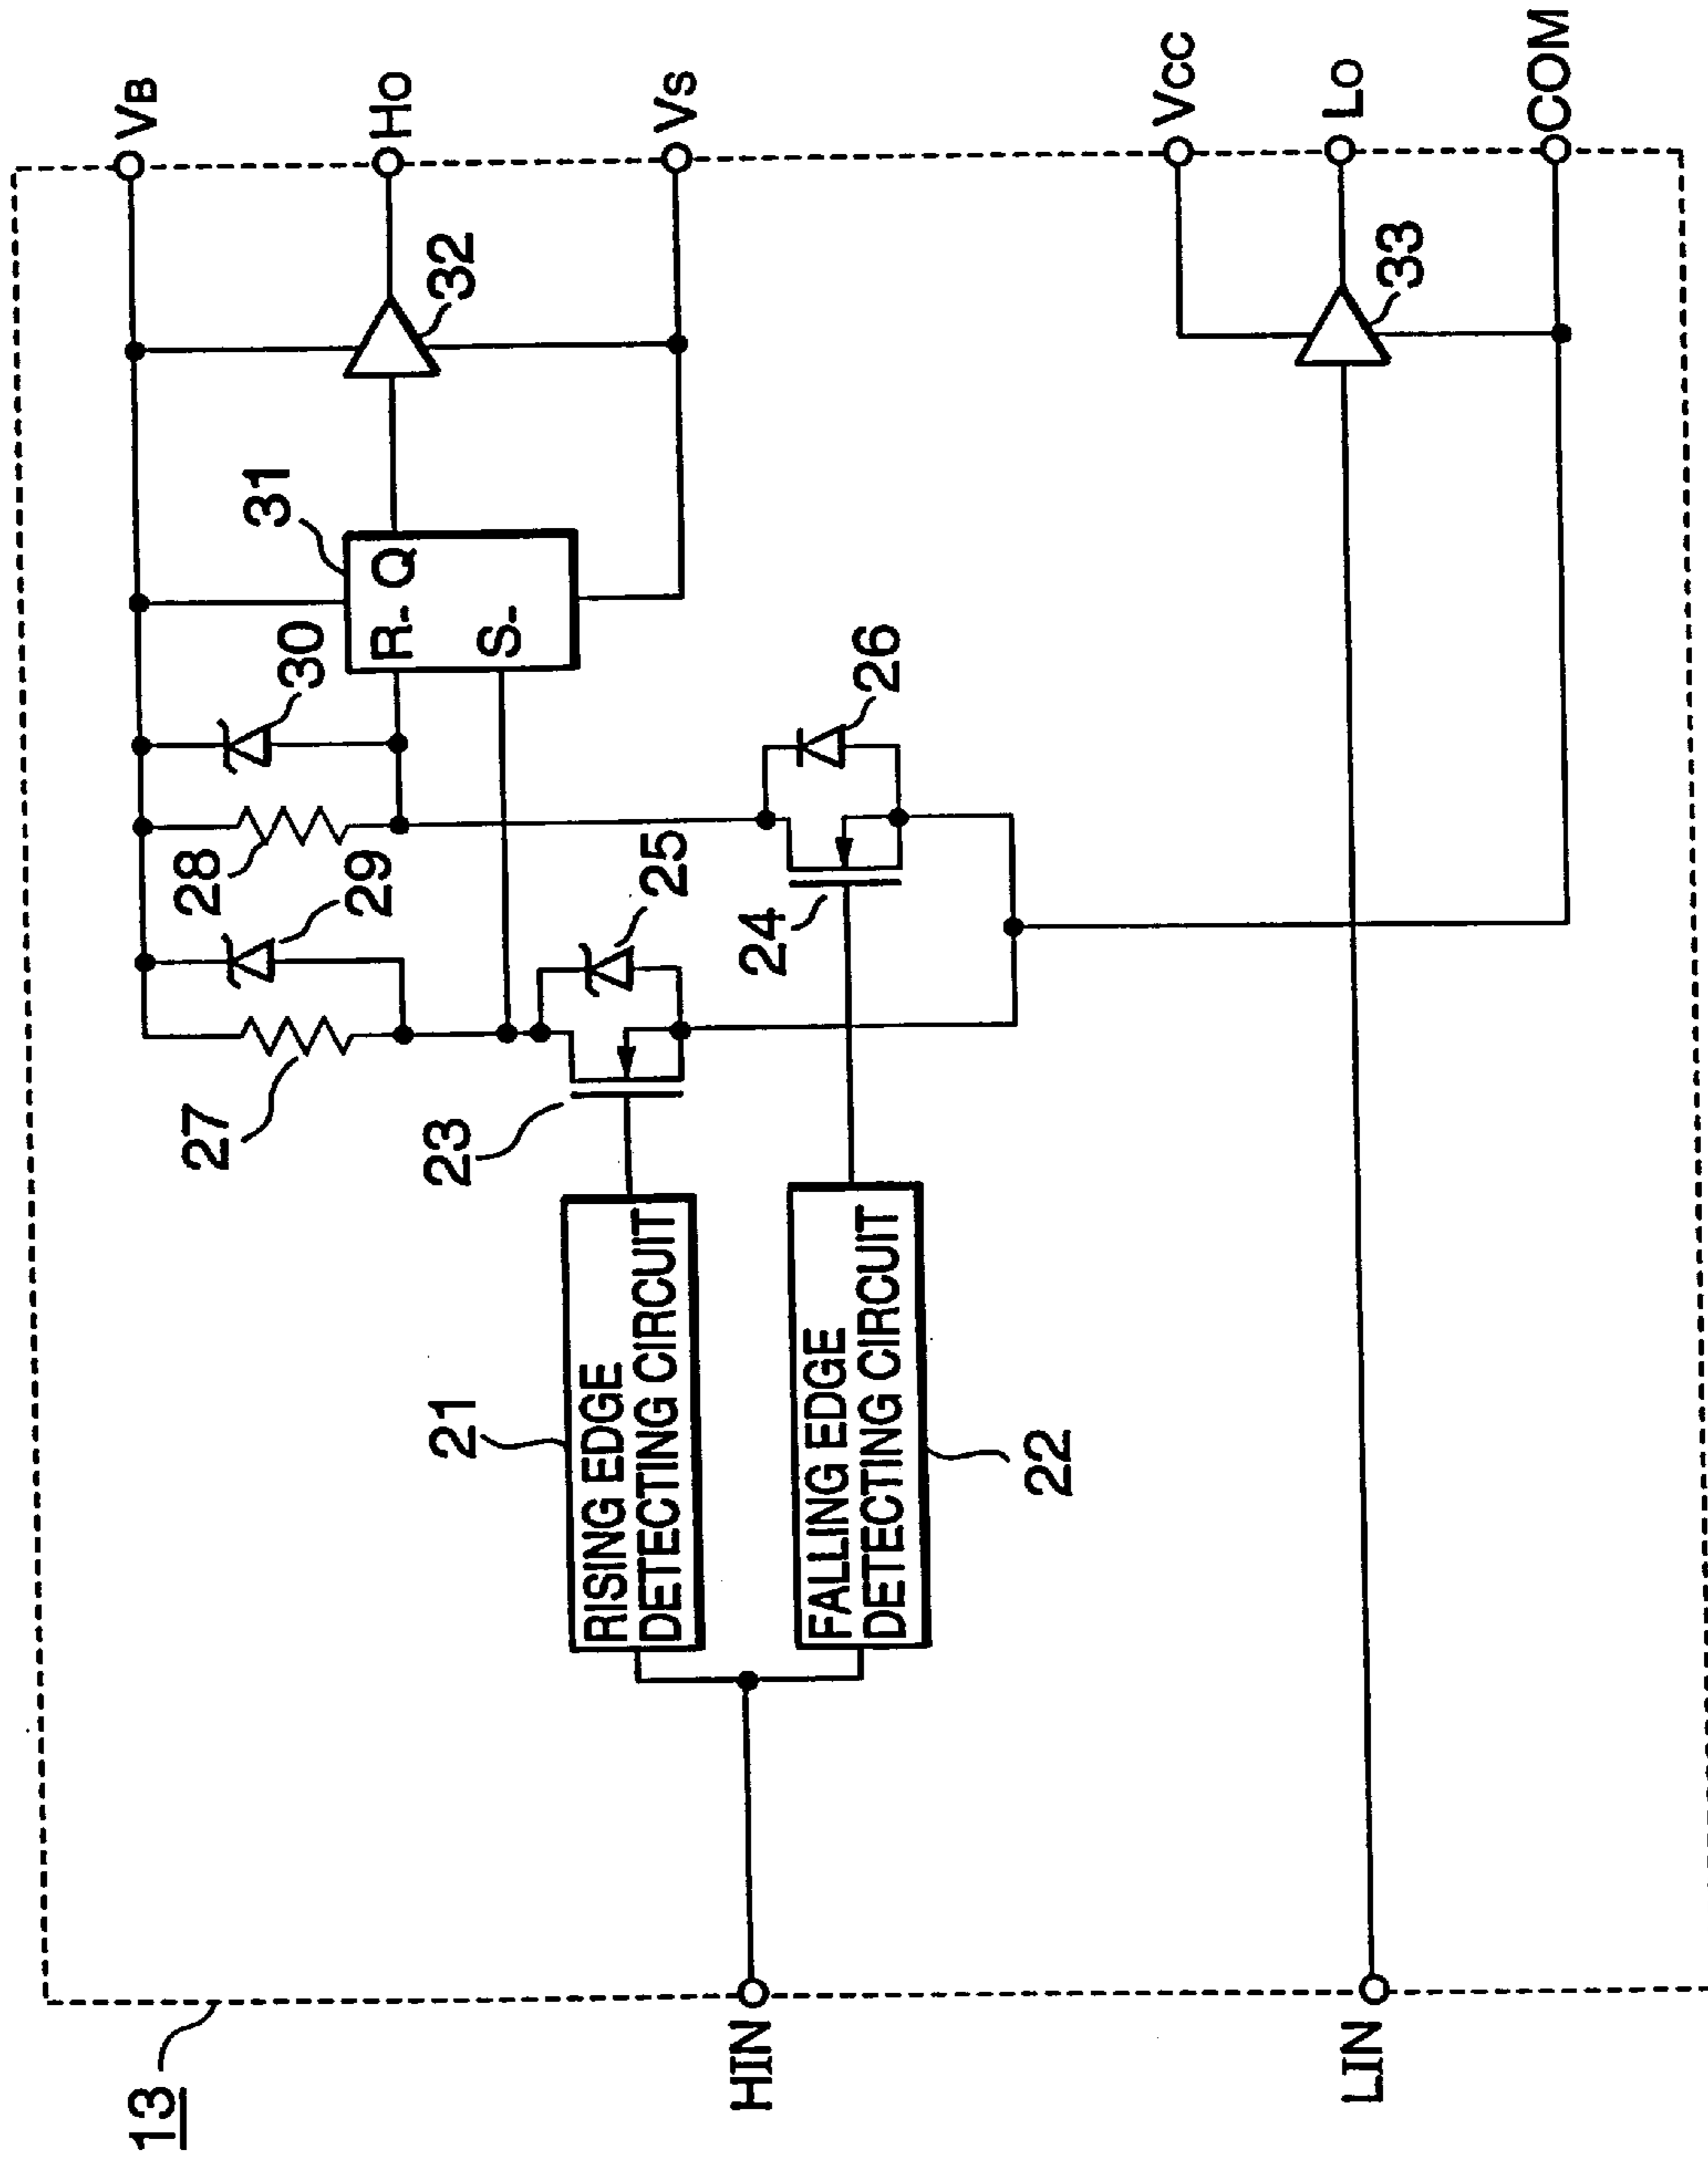 13
VB
HO
VS
VCC
LO
COM
HIN
LIN
21
RISING EDGE
DETECTING CIRCUIT
FALLING EDGE
DETECTING CIRCUIT
22
23
24
25
26
27
28
29
30
31
R- Q
S-
32
33